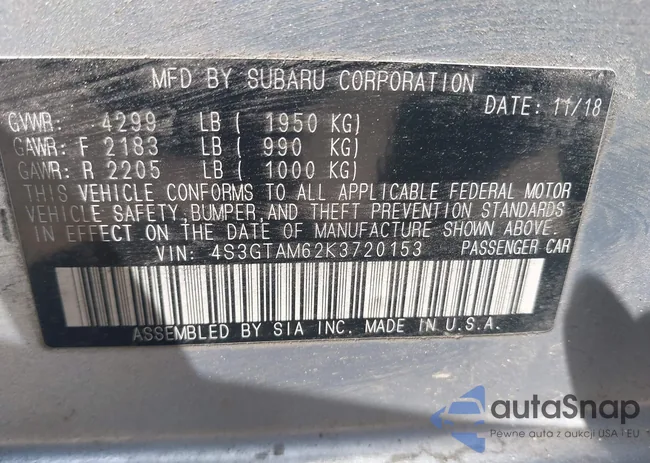 MFD BY SUBARU CORPORATION
DATE: 11/18
GVWR: 4299 LB ( 1950 KG)
GAWR: F 2183 LB ( 990 KG)
GAWR: R 2205 LB ( 1000 KG)
THIS VEHICLE CONFORMS TO ALL APPLICABLE FEDERAL MOTOR
VEHICLE SAFETY, BUMPER, AND THEFT PREVENTION STANDARDS
IN EFFECT ON THE DATE OF MANUFACTURE SHOWN ABOVE.
VIN: 4S3GTAM62K3720153 PASSENGER CAR
ASSEMBLED BY SIA INC. MADE IN U.S.A.
autaSnap
Pewne auta z aukcji USA i EU